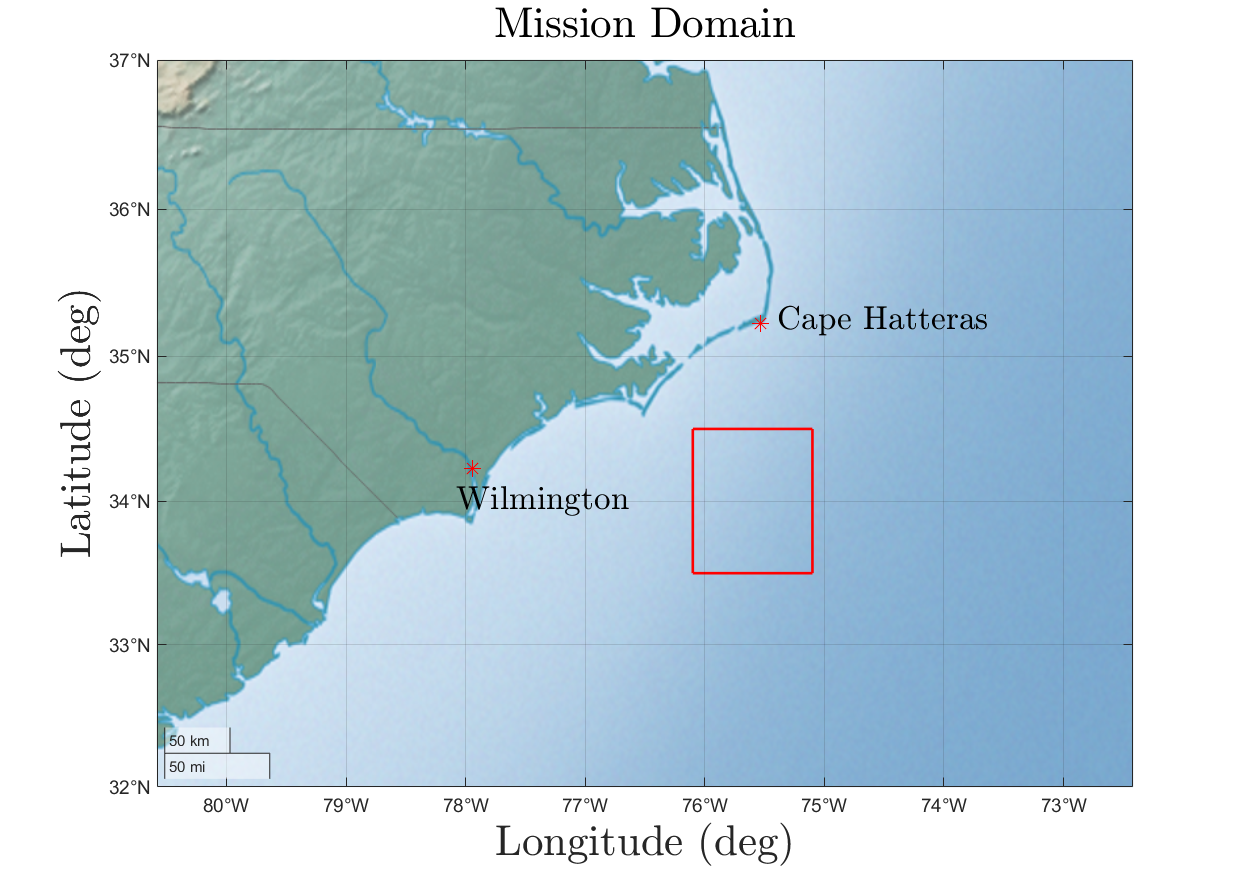 Mission Domain
37°N
36°N
35°N
34°N
33°N
32°N
Latitude (deg)
Cape Hatteras
Wilmington
50 km
50 mi
80°W 79°W 78°W 77°W 76°W 75°W 74°W 73°W
Longitude (deg)